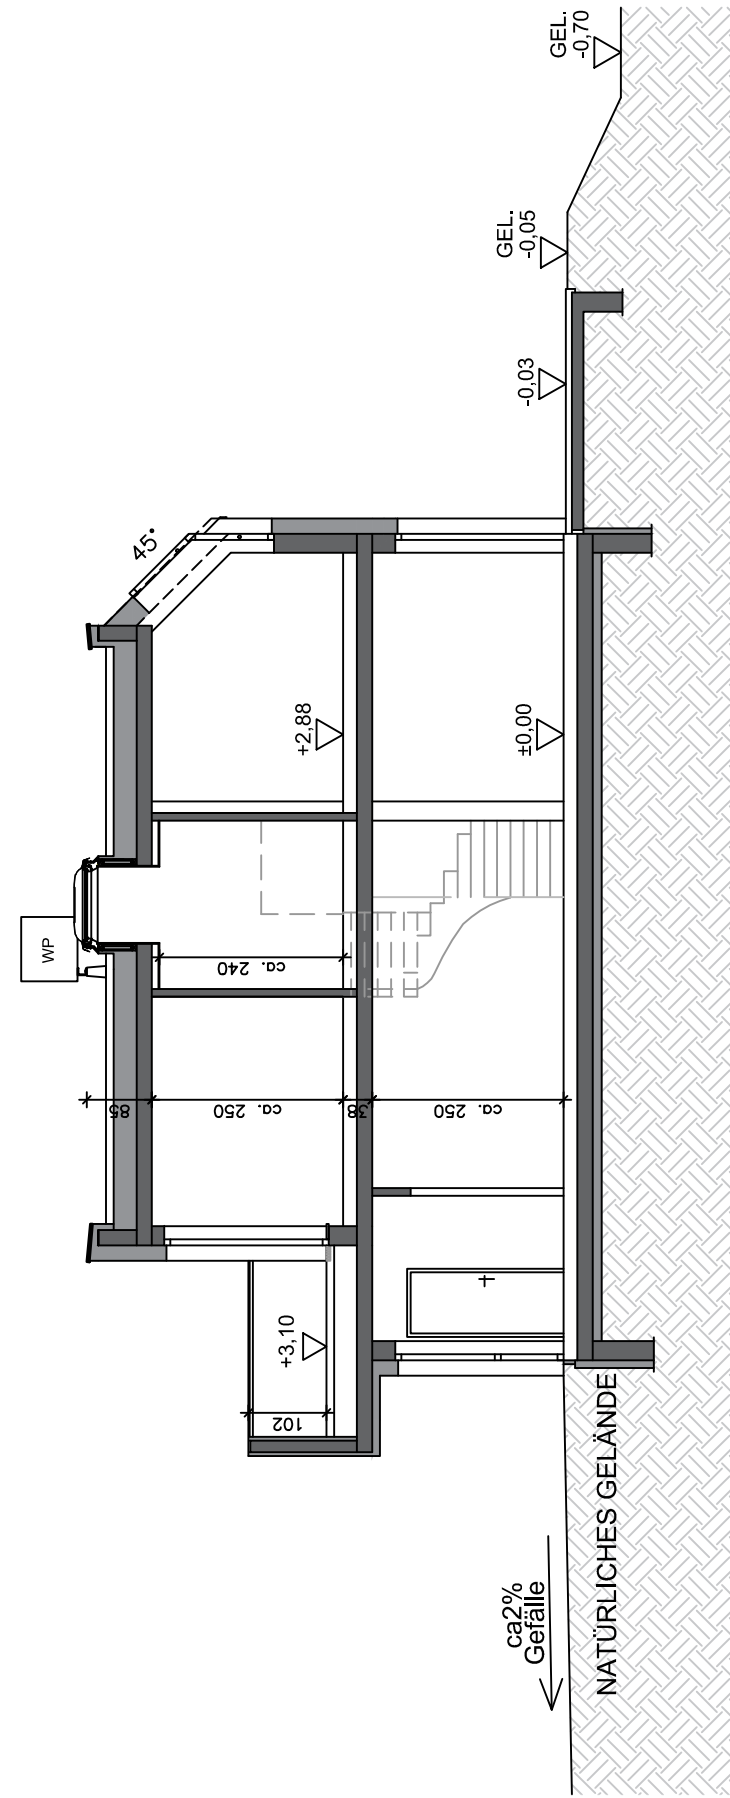 WP
45°
+2,88
ca. 240
85
ca. 250
38
ca. 250
+3,10
102
±0,00
-0,03
GEL.
-0,05
GEL.
-0,70
ca2%
Gefälle
NATÜRLICHES GELÄNDE